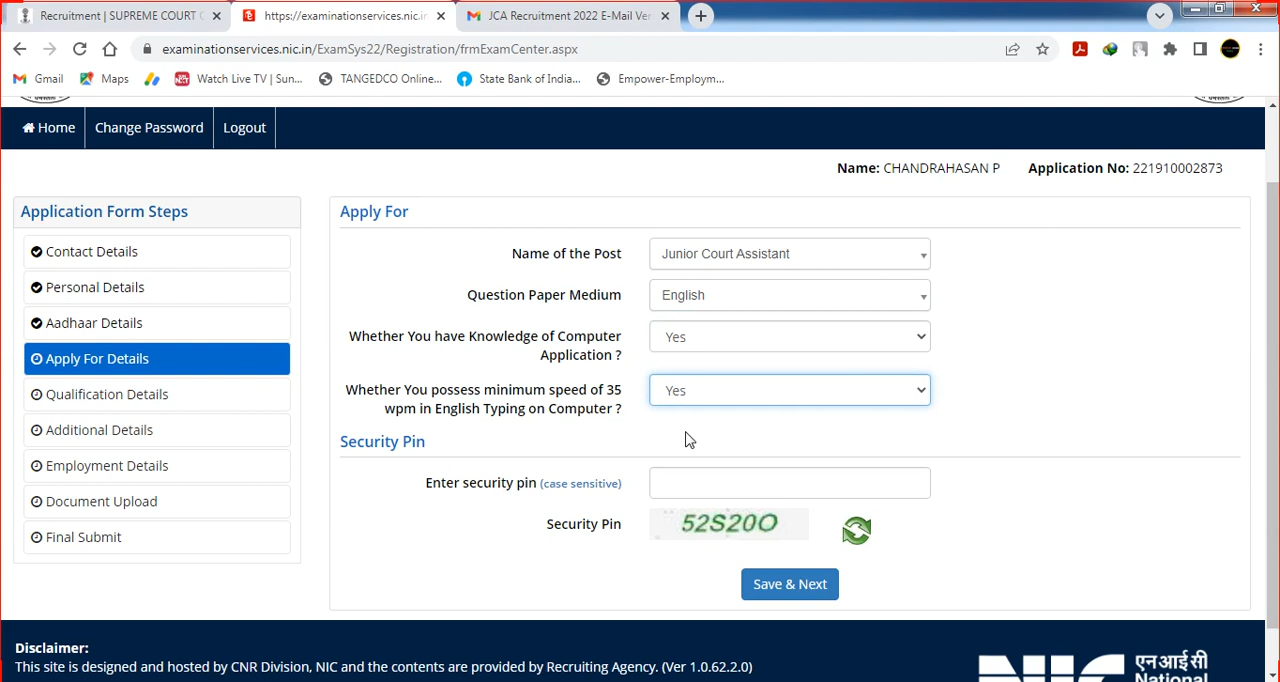 Recruitment | SUPREME COURT C
https://examinationservices.nic.in
JCA Recruitment 2022 E-Mail Ver
examinationservices.nic.in/ExamSys22/Registration/frmExamCenter.aspx
Gmail Maps Watch Live TV | Sun... TANGEDCO Online... State Bank of India... Empower-Employm...
Home Change Password Logout
Name: CHANDRAHASAN P Application No: 221910002873
Application Form Steps
Contact Details
Personal Details
Aadhaar Details
Apply For Details
Qualification Details
Additional Details
Employment Details
Document Upload
Final Submit
Apply For
Name of the Post Junior Court Assistant
Question Paper Medium English
Whether You have Knowledge of Computer Yes
Application ?
Whether You possess minimum speed of 35 Yes
wpm in English Typing on Computer ?
Security Pin
Enter security pin (case sensitive)
Security Pin 52S20O
Save & Next
Disclaimer:
This site is designed and hosted by CNR Division, NIC and the contents are provided by Recruiting Agency. (Ver 1.0.62.2.0)
NIC एन आई सी
National